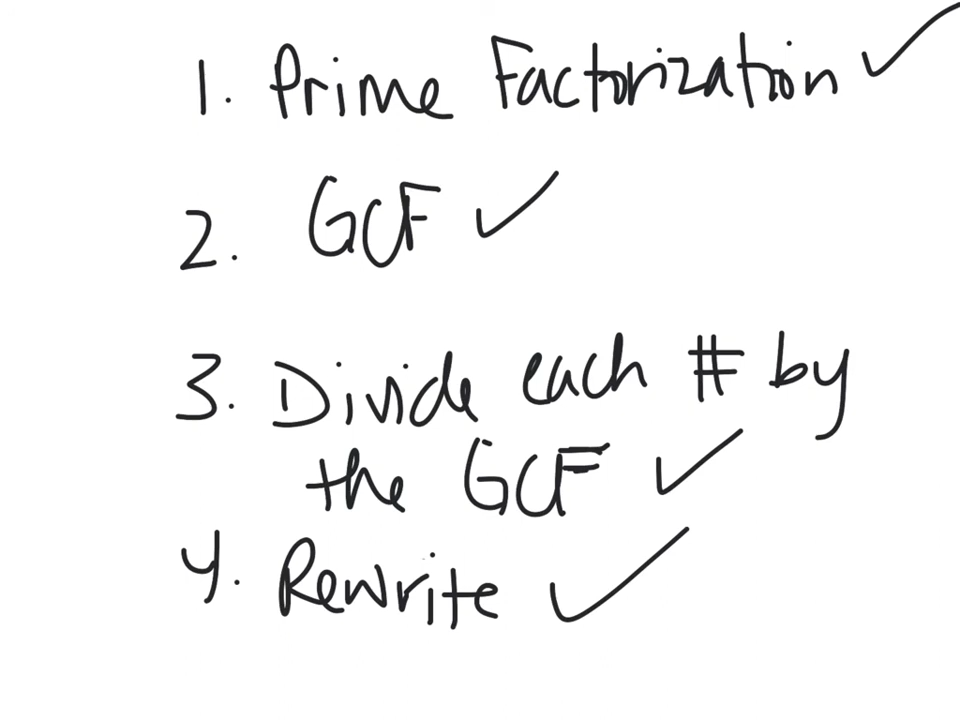 1. Prime Factorization ✓
2. GCF ✓
3. Divide each # by
the GCF ✓
4. Rewrite ✓